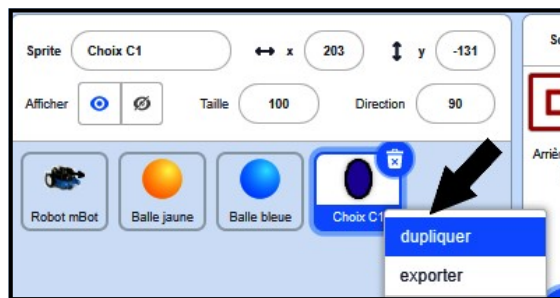 Sprite Choix C1 x 203 y -131
Afficher Taille 100 Direction 90
Robot mBot Balle jaune Balle bleue Choix C1
dupliquer
exporter